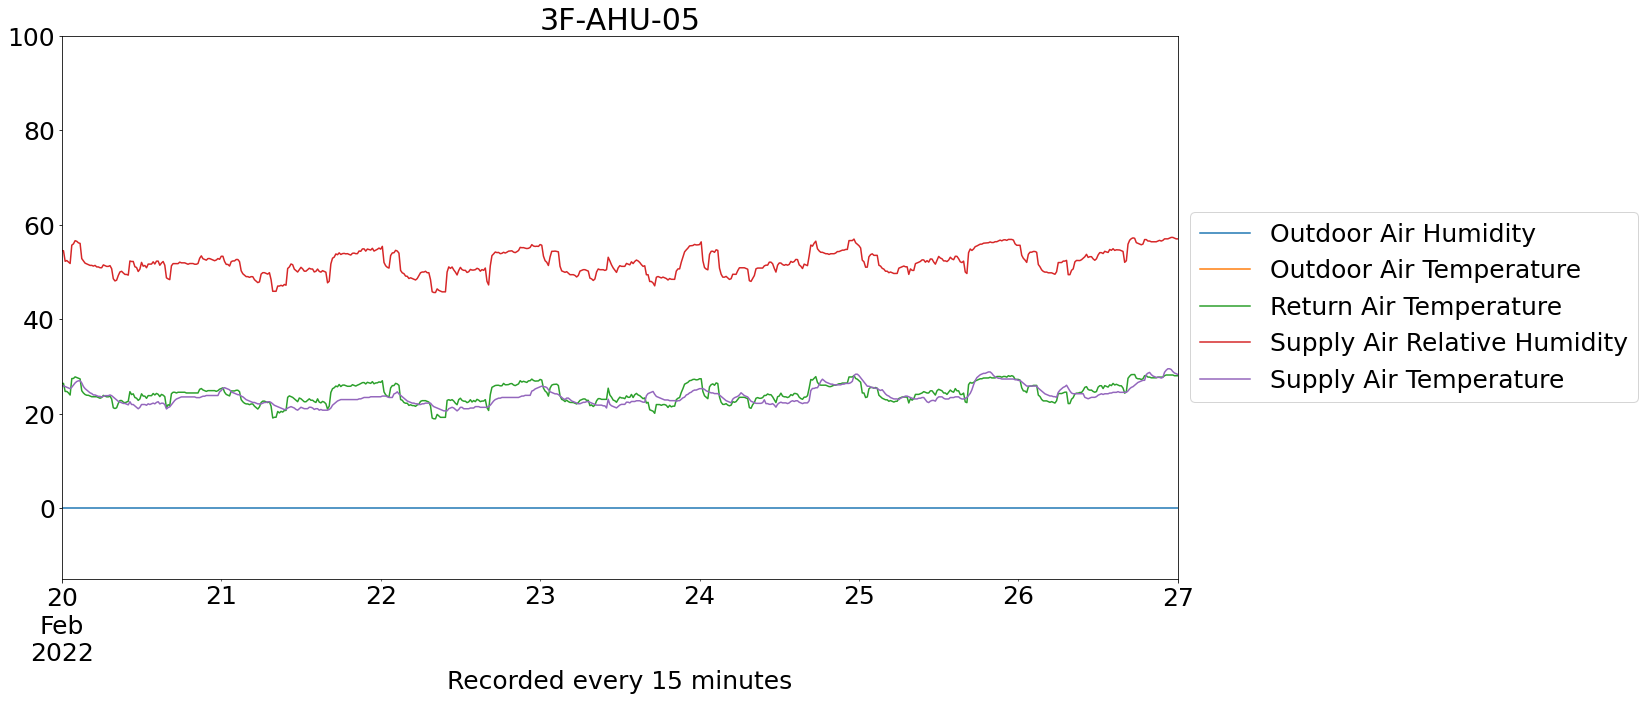 3F-AHU-05
100
80
60
40
20
0
20 21 22 23 24 25 26 27
Feb
2022
Recorded every 15 minutes
Outdoor Air Humidity
Outdoor Air Temperature
Return Air Temperature
Supply Air Relative Humidity
Supply Air Temperature